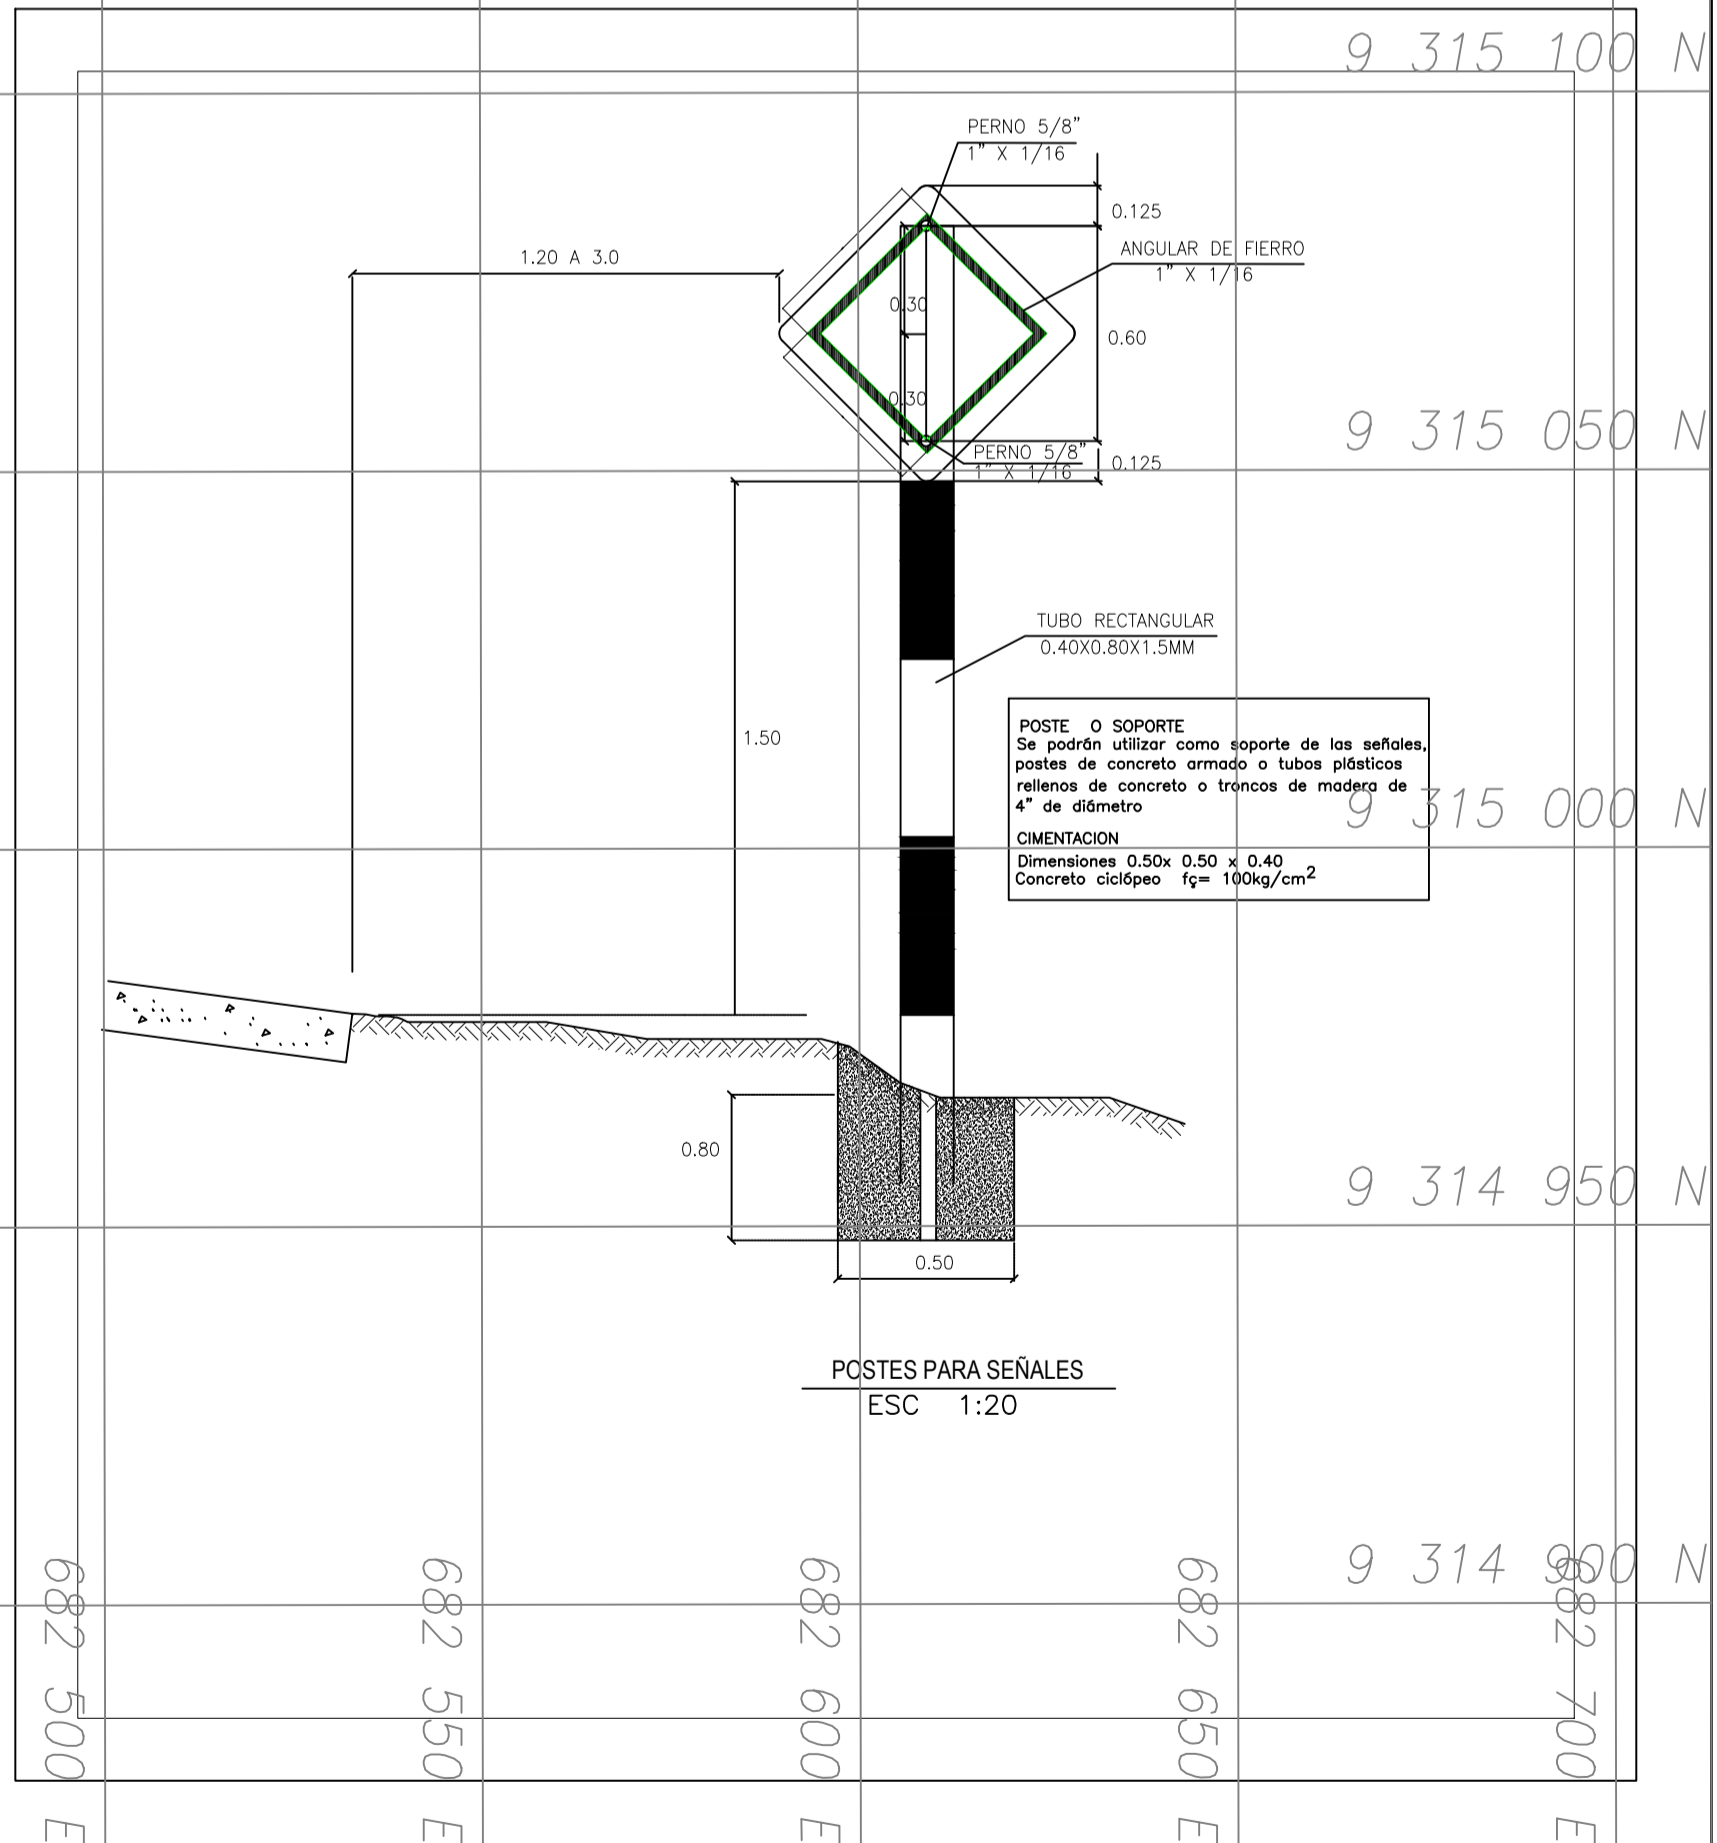 9 315 100 N
PERNO 5/8"
1" X 1/16
0.125
ANGULAR DE FIERRO
1" X 1/16
1.20 A 3.0
0.30
0.60
0.30
9 315 050 N
PERNO 5/8"
1" X 1/16
0.125
TUBO RECTANGULAR
0.40X0.80X1.5MM
1.50
POSTE O SOPORTE
Se podrán utilizar como soporte de las señales,
postes de concreto armado o tubos plásticos
rellenos de concreto o troncos de madera de
4" de diámetro
9 315 000 N
CIMENTACION
Dimensiones 0.50x 0.50 x 0.40
Concreto ciclópeo fç= 100kg/cm2
0.80
9 314 950 N
0.50
POSTES PARA SEÑALES
ESC 1:20
9 314 900 N
682 500 E
682 550 E
682 600 E
682 650 E
682 700 E